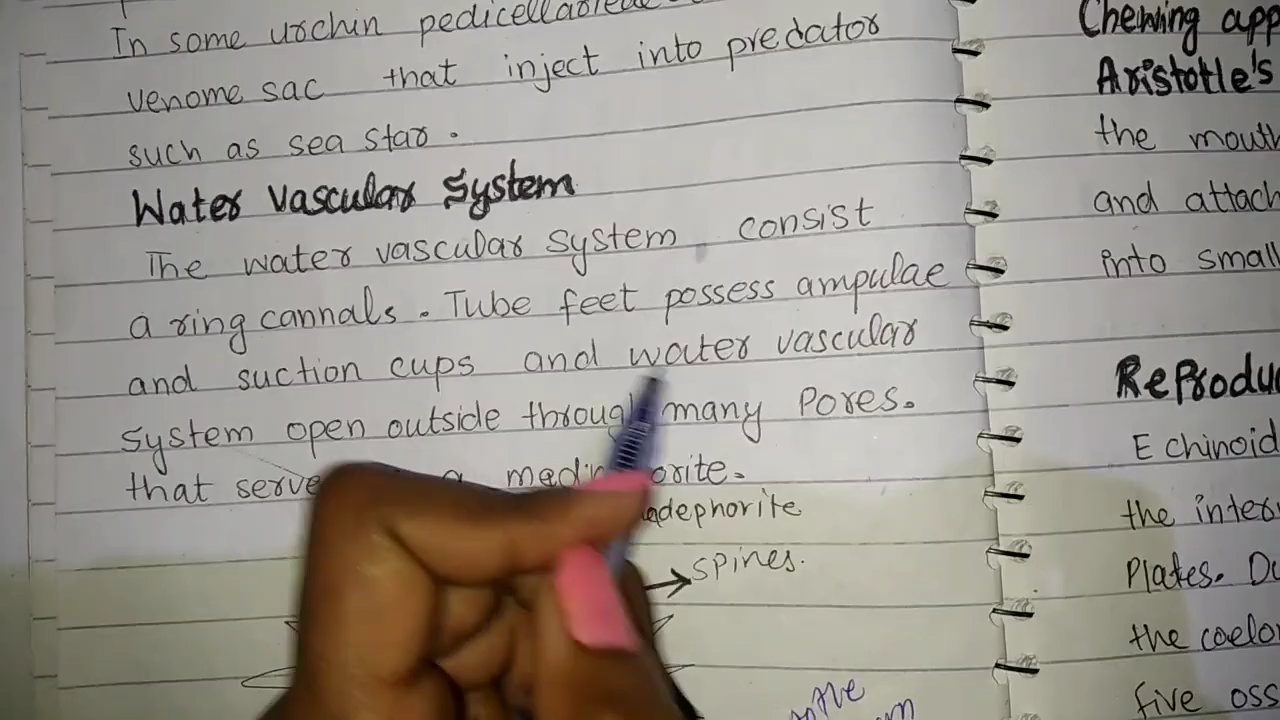 In some urchin
venome sac that inject into predator
such as sea star.
Water Vascular System
The water vascular system consist
a ring cannals. Tube feet possess ampulae
and suction cups and water vascular
system open outside through many Pores.
that serve a
adephorite
spines.
Chewing app
Aristotle's
the mouth
and attach
into small
Reprodu
Echinoid
the inter
Plates. Du
the coelo
five oss